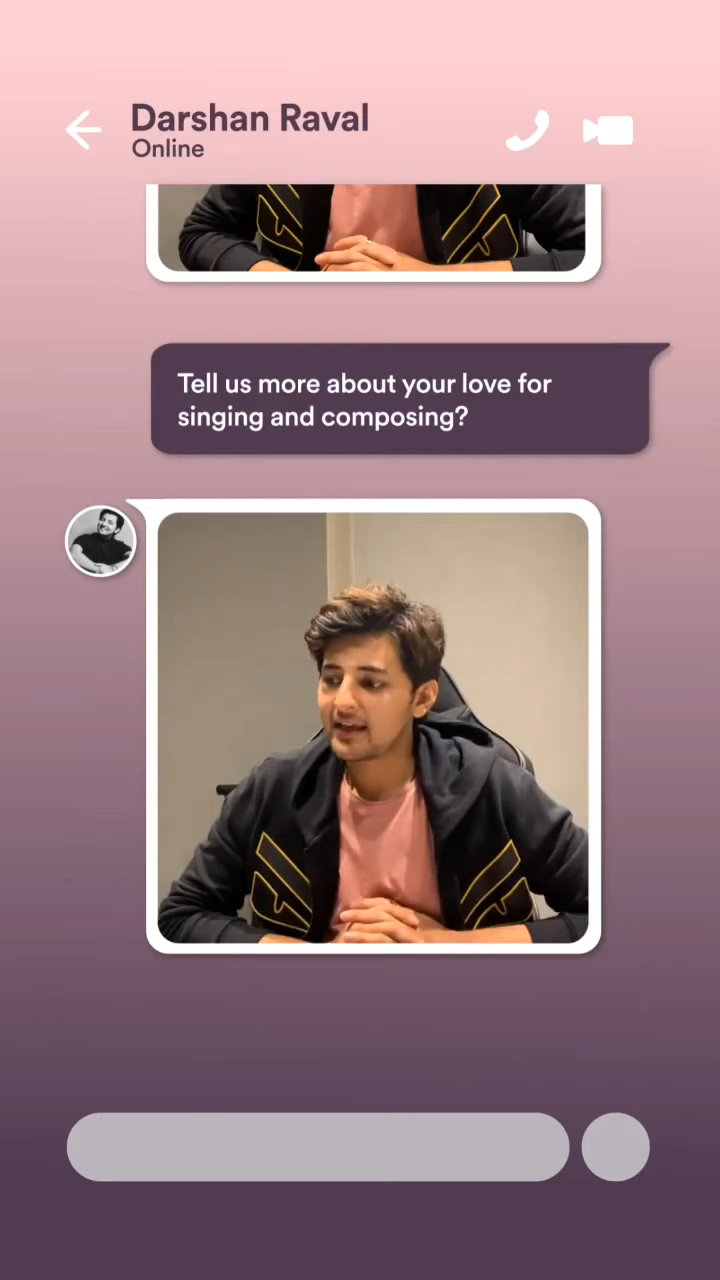 Darshan Raval
Online
Tell us more about your love for
singing and composing?